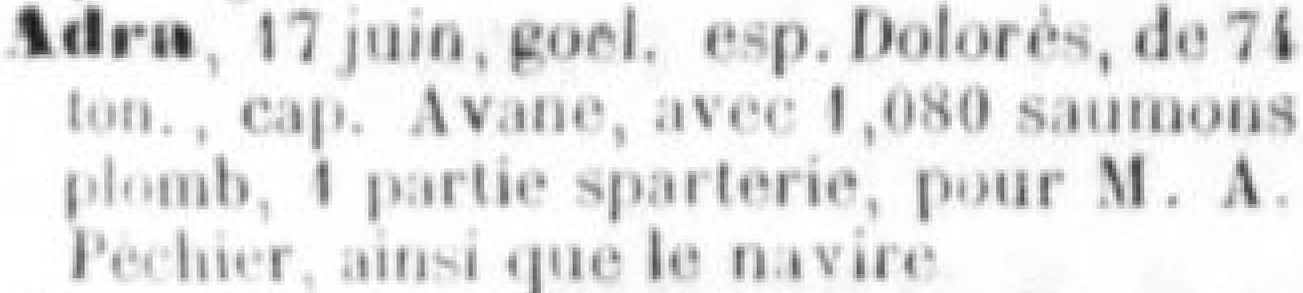 Adra, 17 juin, goel. esp. Dolorès, de 74
ton., cap. Avane, avec 1,080 saumons
plomb, 1 partie sparterie, pour M. A.
Péchier, ainsi que le navire